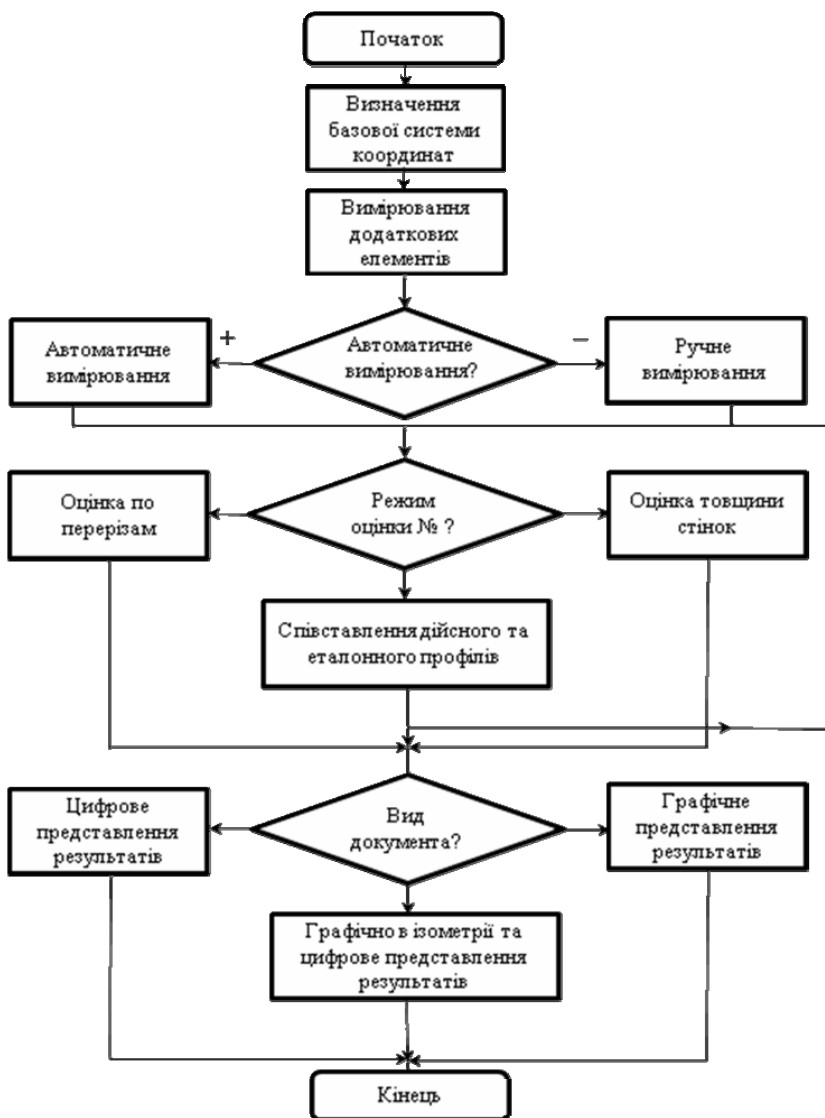 Початок
Визначення
базової системи
координат
Вимірювання
додаткових
елементів
Автоматичне
вимірювання
+
Автоматичне
вимірювання?
–
Ручне
вимірювання
Оцінка по
перерізам
Режим
оцінки № ?
Оцінка товщини
стінок
Співставлення дійсного та
еталонного профілів
Цифрове
представлення
результатів
Вид
документа?
Графічне
представлення
результатів
Графічно в ізометрії та
цифрове представлення
результатів
Кінець